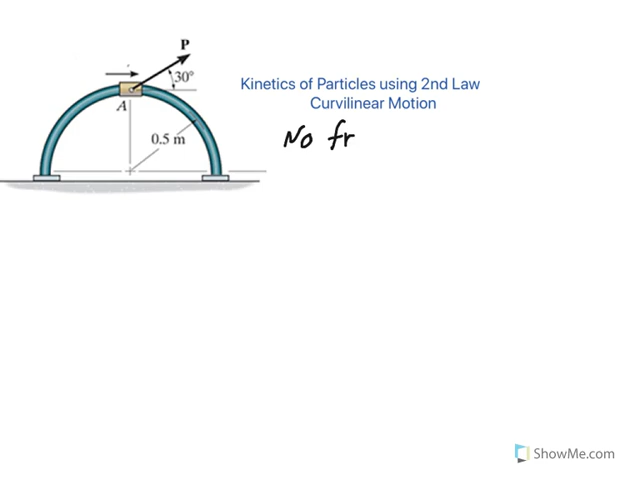 P
30°
A
0.5 m
Kinetics of Particles using 2nd Law
Curvilinear Motion
No fr
ShowMe.com